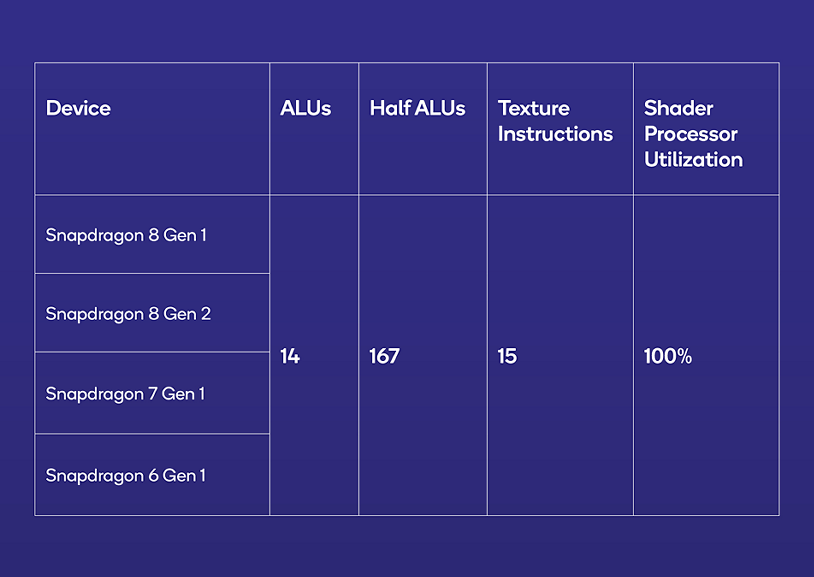 Device
ALUs
Half ALUs
Texture
Instructions
Shader
Processor
Utilization
Snapdragon 8 Gen 1
Snapdragon 8 Gen 2
Snapdragon 7 Gen 1
Snapdragon 6 Gen 1
14
167
15
100%